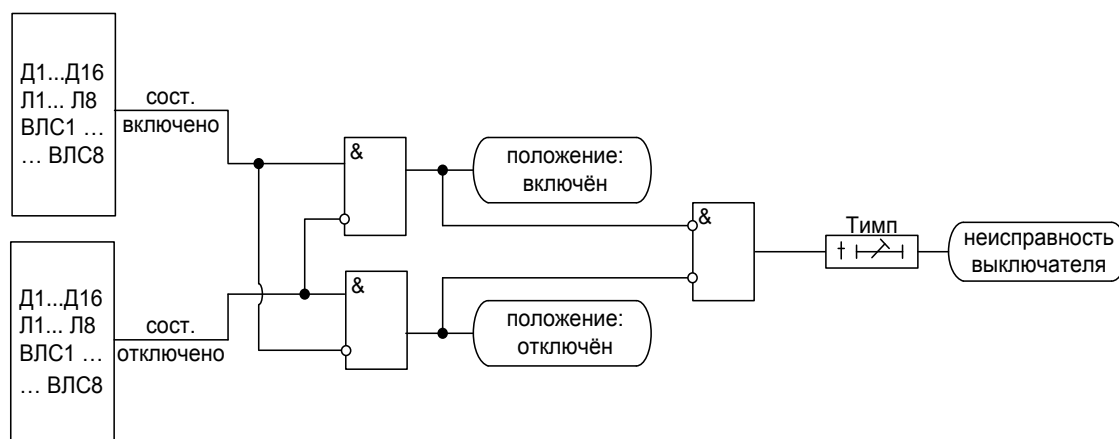 Д1...Д16
Л1... Л8
ВЛС1 ...
... ВЛС8
сост.
включено
&
положение:
включён
&
Тимп
неисправность
выключателя
Д1...Д16
Л1... Л8
ВЛС1 ...
... ВЛС8
сост.
отключено
&
положение:
отключён